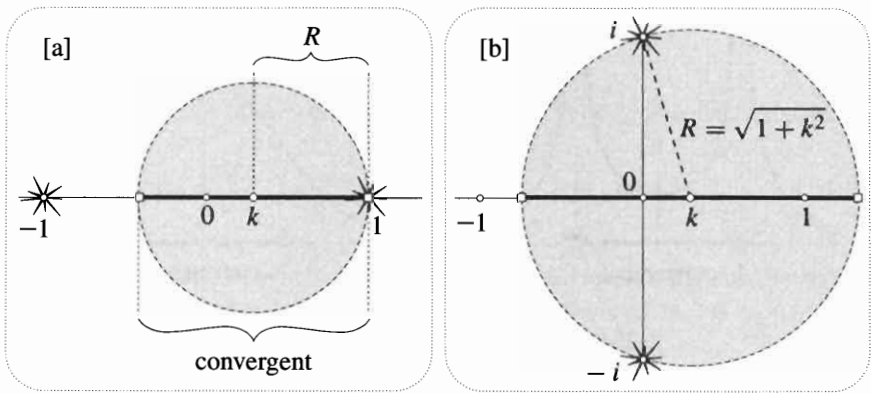 [a]
R
−1
0
k
1
convergent
[b]
i
R = √1 + k²
0
−1
k
1
− i